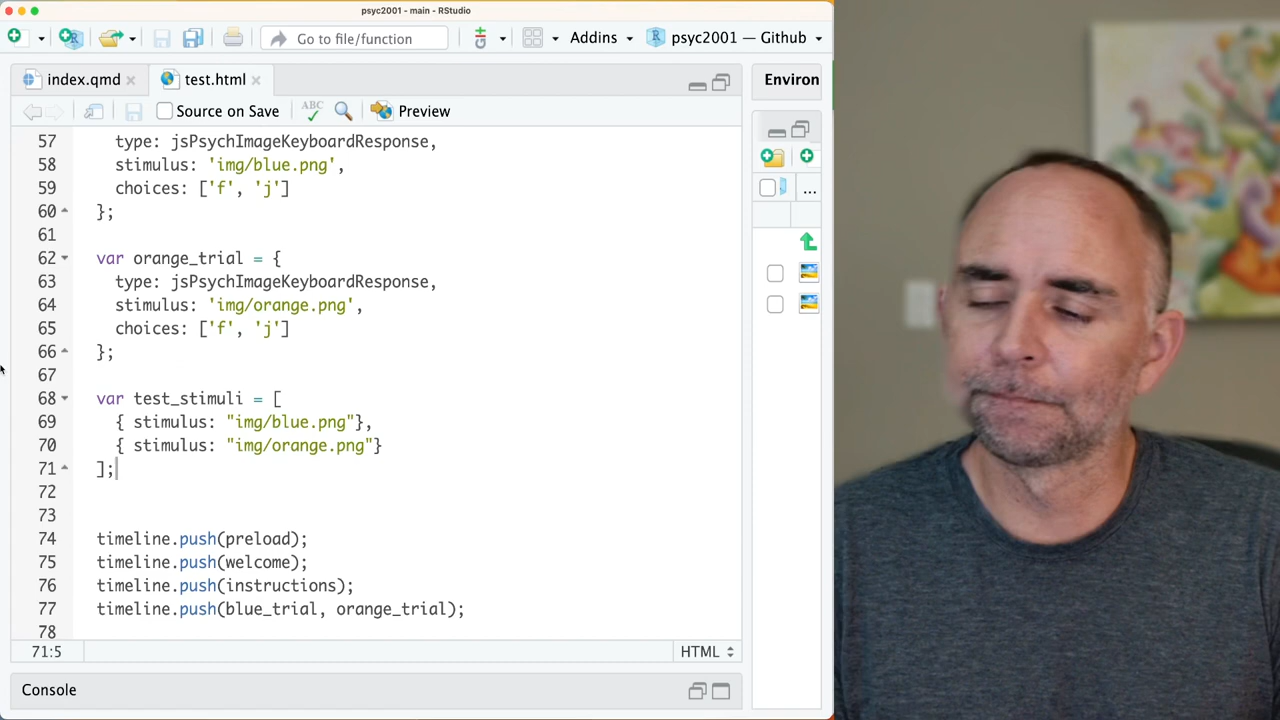 psyc2001 - main - RStudio
Go to file/function
Addins
psyc2001 — Github
index.qmd
test.html
Environ
Source on Save
ABC
Preview
57 type: jsPsychImageKeyboardResponse,
58 stimulus: 'img/blue.png',
59 choices: ['f', 'j']
60 };
61
62 var orange_trial = {
63 type: jsPsychImageKeyboardResponse,
64 stimulus: 'img/orange.png',
65 choices: ['f', 'j']
66 };
67
68 var test_stimuli = [
69 { stimulus: "img/blue.png"},
70 { stimulus: "img/orange.png"}
71 ];
72
73
74 timeline.push(preload);
75 timeline.push(welcome);
76 timeline.push(instructions);
77 timeline.push(blue_trial, orange_trial);
78
...
71:5
HTML
Console